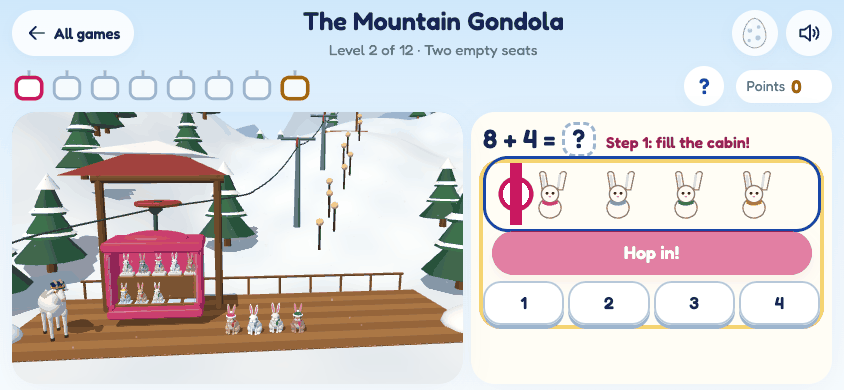 ← All games
The Mountain Gondola
Level 2 of 12 · Two empty seats
?
Points 0
8 + 4 = ?
Step 1: fill the cabin!
Hop in!
1 2 3 4